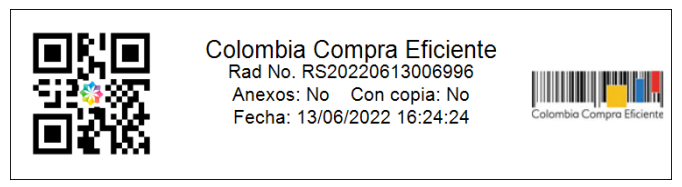 Colombia Compra Eficiente
Rad No. RS20220613006996
Anexos: No Con copia: No
Fecha: 13/06/2022 16:24:24
Colombia Compra Eficiente